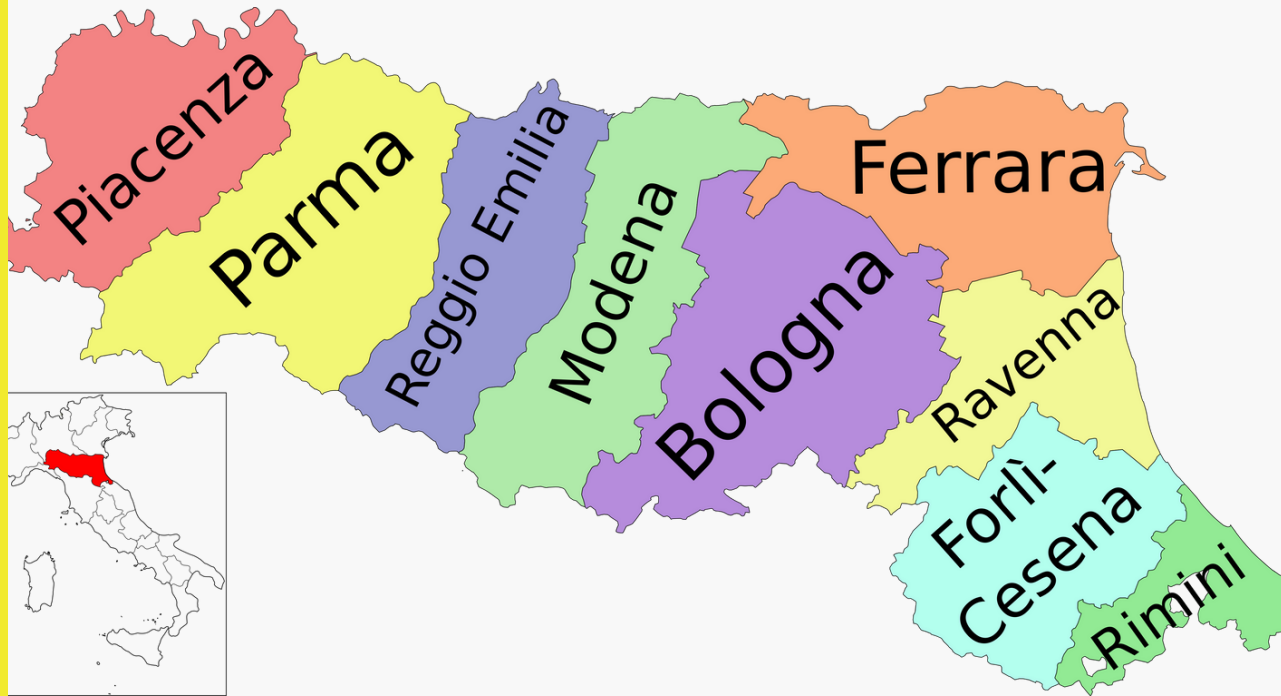 Piacenza
Parma
Reggio Emilia
Modena
Bologna
Ferrara
Ravenna
Forlì-
Cesena
Rimini